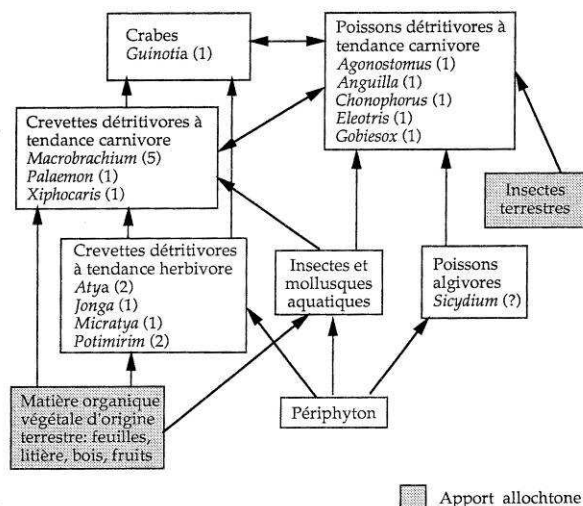 Crabes
Guinotia (1)
Poissons détritivores à
tendance carnivore
Agonostomus (1)
Anguilla (1)
Chonophorus (1)
Eleotris (1)
Gobiesox (1)
Crevettes détritivores à
tendance carnivore
Macrobrachium (5)
Palaemon (1)
Xiphocaris (1)
Insectes
terrestres
Crevettes détritivores
à tendance herbivore
Atya (2)
Jonga (1)
Micratya (1)
Potimirim (2)
Insectes et
mollusques
aquatiques
Poissons
algivores
Sicydium (?)
Matière organique
végétale d'origine
terrestre: feuilles,
litière, bois, fruits
Périphyton
Apport allochtone